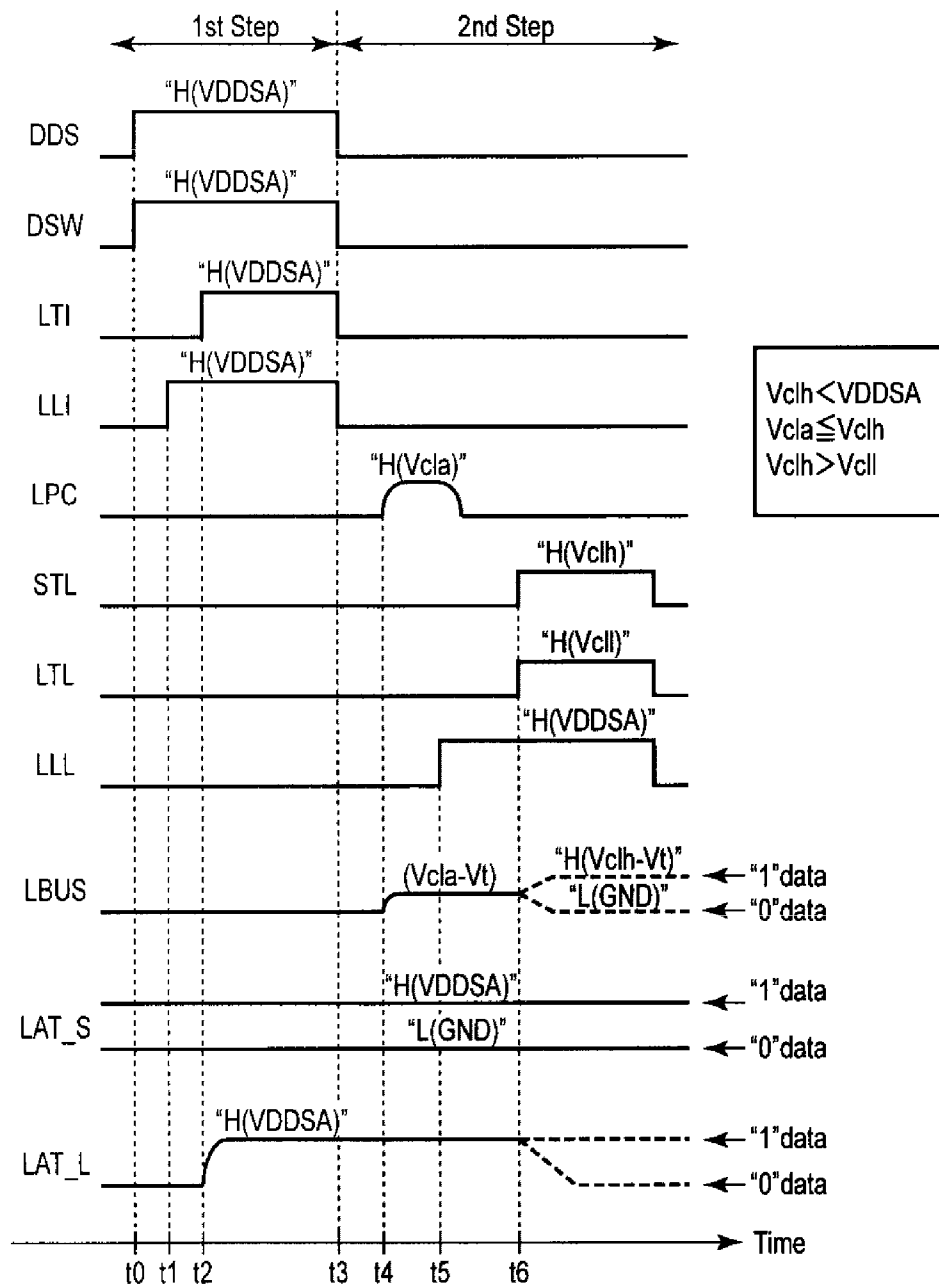 1st Step 2nd Step
DDS "H(VDDSA)"
DSW "H(VDDSA)"
LTI "H(VDDSA)"
LLI "H(VDDSA)"
Vclh<VDDSA
Vcla≦Vclh
Vclh>Vcll
LPC "H(Vcla)"
STL "H(Vclh)"
LTL "H(Vcll)"
LLL "H(VDDSA)"
LBUS (Vcla-Vt) "H(Vclh-Vt)" "1"data
"L(GND)" "0"data
LAT_S "H(VDDSA)" "1"data
"L(GND)" "0"data
LAT_L "H(VDDSA)" "1"data
"0"data
Time
t0 t1 t2 t3 t4 t5 t6